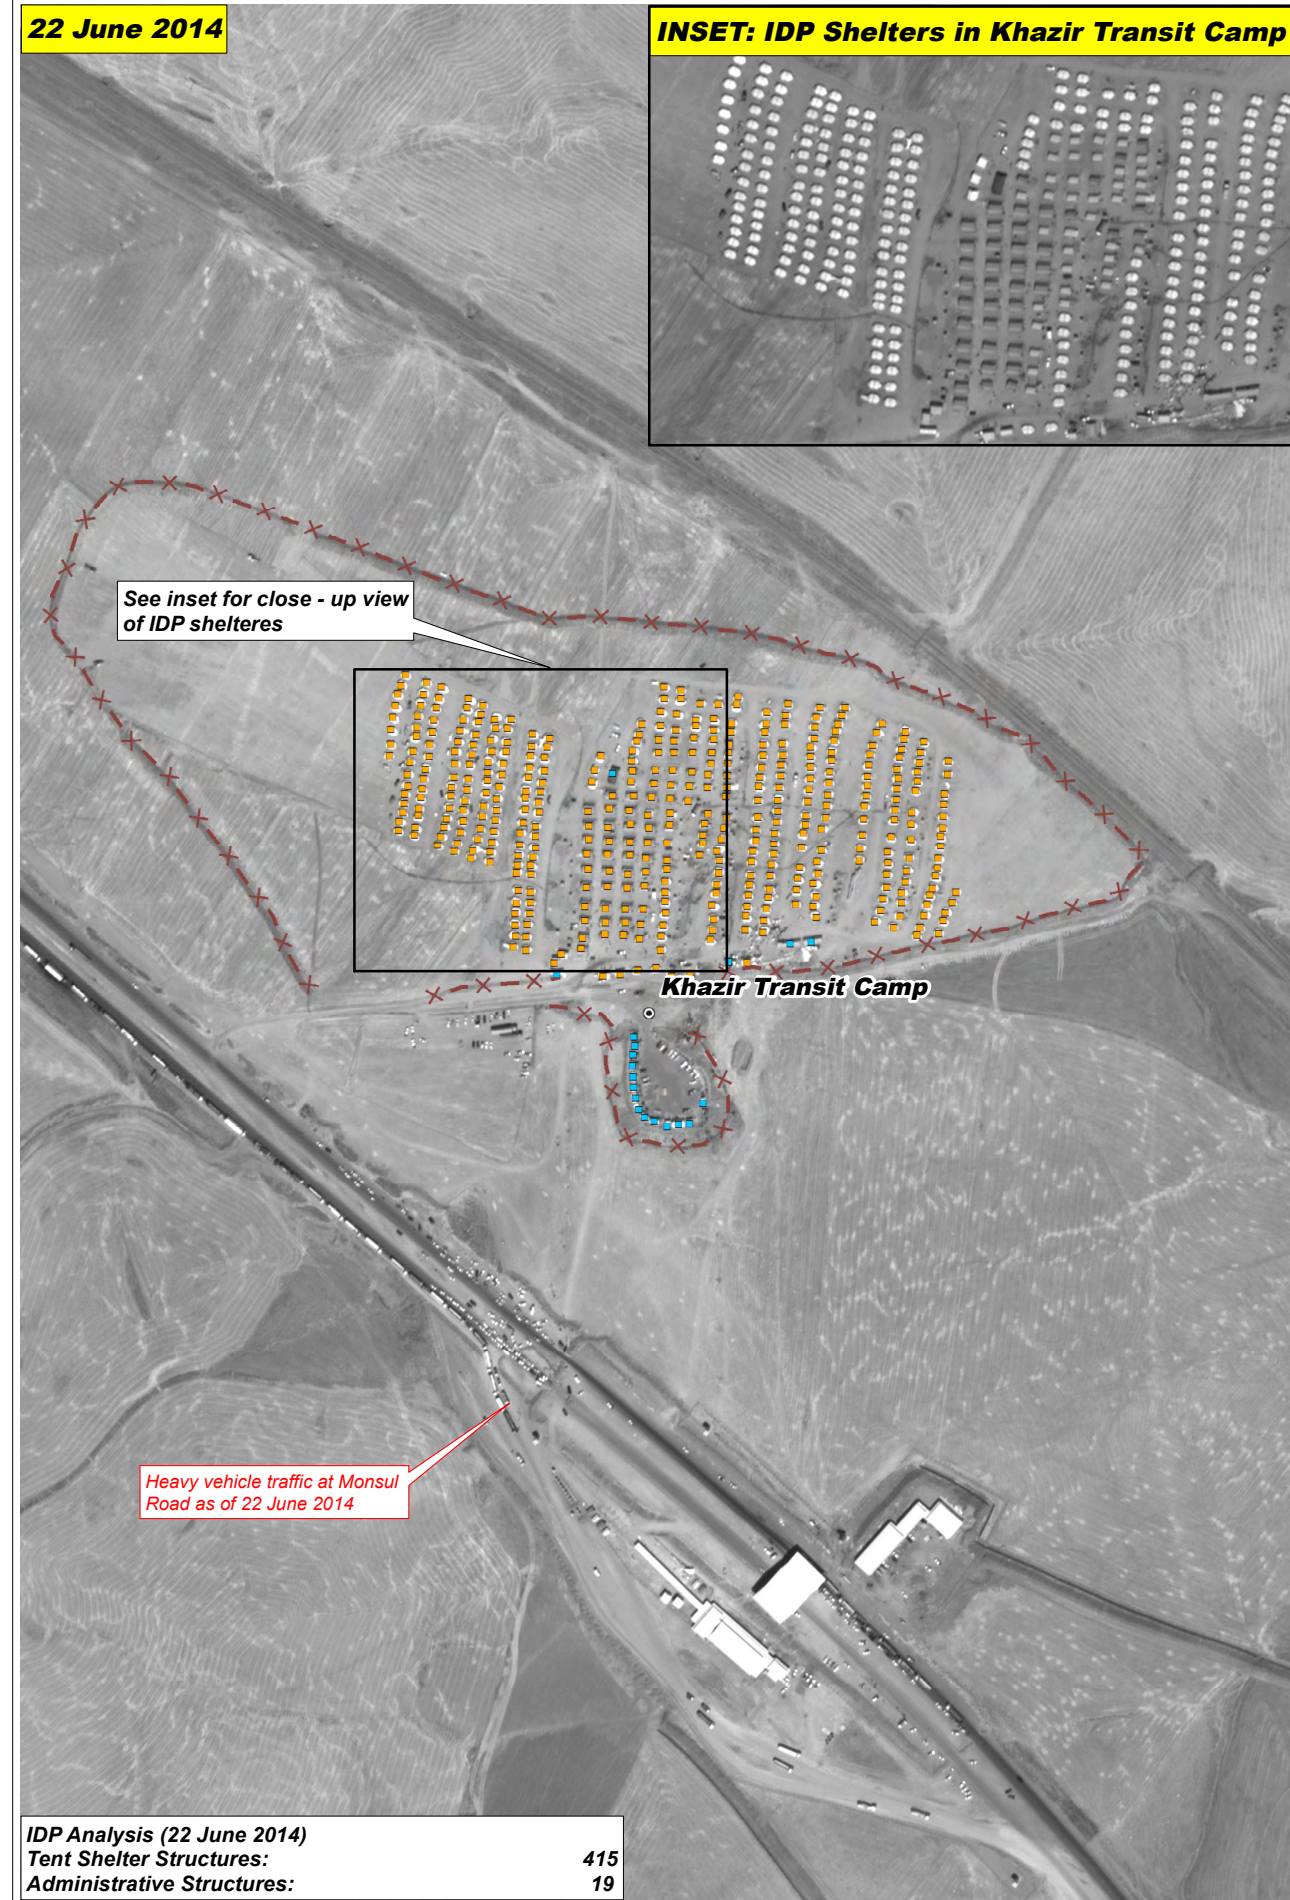 22 June 2014
INSET: IDP Shelters in Khazir Transit Camp
See inset for close - up view
of IDP shelteres
Khazir Transit Camp
Heavy vehicle traffic at Monsul
Road as of 22 June 2014
IDP Analysis (22 June 2014)
Tent Shelter Structures: 415
Administrative Structures: 19